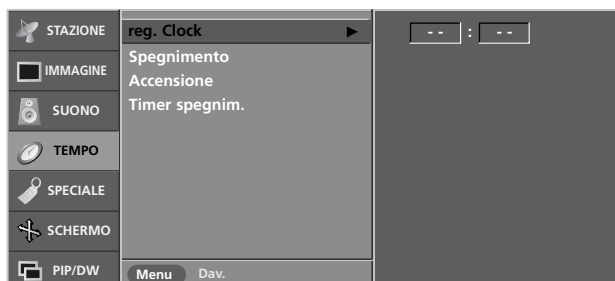 STAZIONE
IMMAGINE
SUONO
TEMPO
SPECIALE
SCHERMO
PIP/DW
reg. Clock ►
Spegnimento
Accensione
Timer spegnim.
Menu Dav.
- - : - -